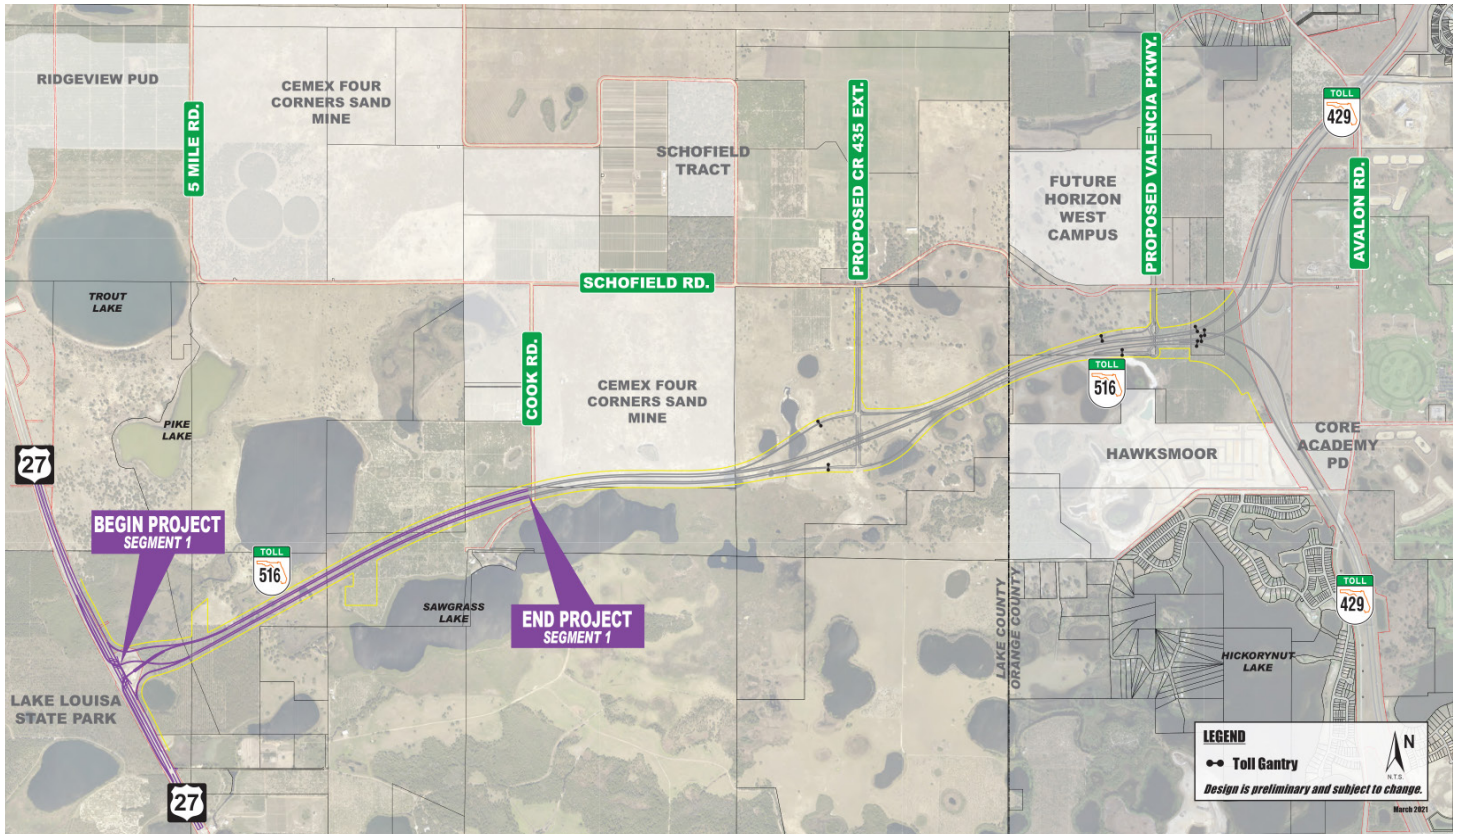 RIDGEVIEW PUD
5 MILE RD.
CEMEX FOUR
CORNERS SAND
MINE
SCHOFIELD
TRACT
PROPOSED CR 435 EXT.
PROPOSED VALENCIA PKWY.
TOLL
429
AVALON RD.
FUTURE
HORIZON
WEST
CAMPUS
TROUT
LAKE
SCHOFIELD RD.
COOK RD.
CEMEX FOUR
CORNERS SAND
MINE
TOLL
516
PIKE
LAKE
27
HAWKSMOOR
CORE
ACADEMY
PD
BEGIN PROJECT
SEGMENT 1
TOLL
516
SAWGRASS
LAKE
END PROJECT
SEGMENT 1
LAKE COUNTY
ORANGE COUNTY
TOLL
429
HICKORYNUT
LAKE
LAKE LOUISA
STATE PARK
27
LEGEND
Toll Gantry
N
N.T.S.
Design is preliminary and subject to change.
March 2021